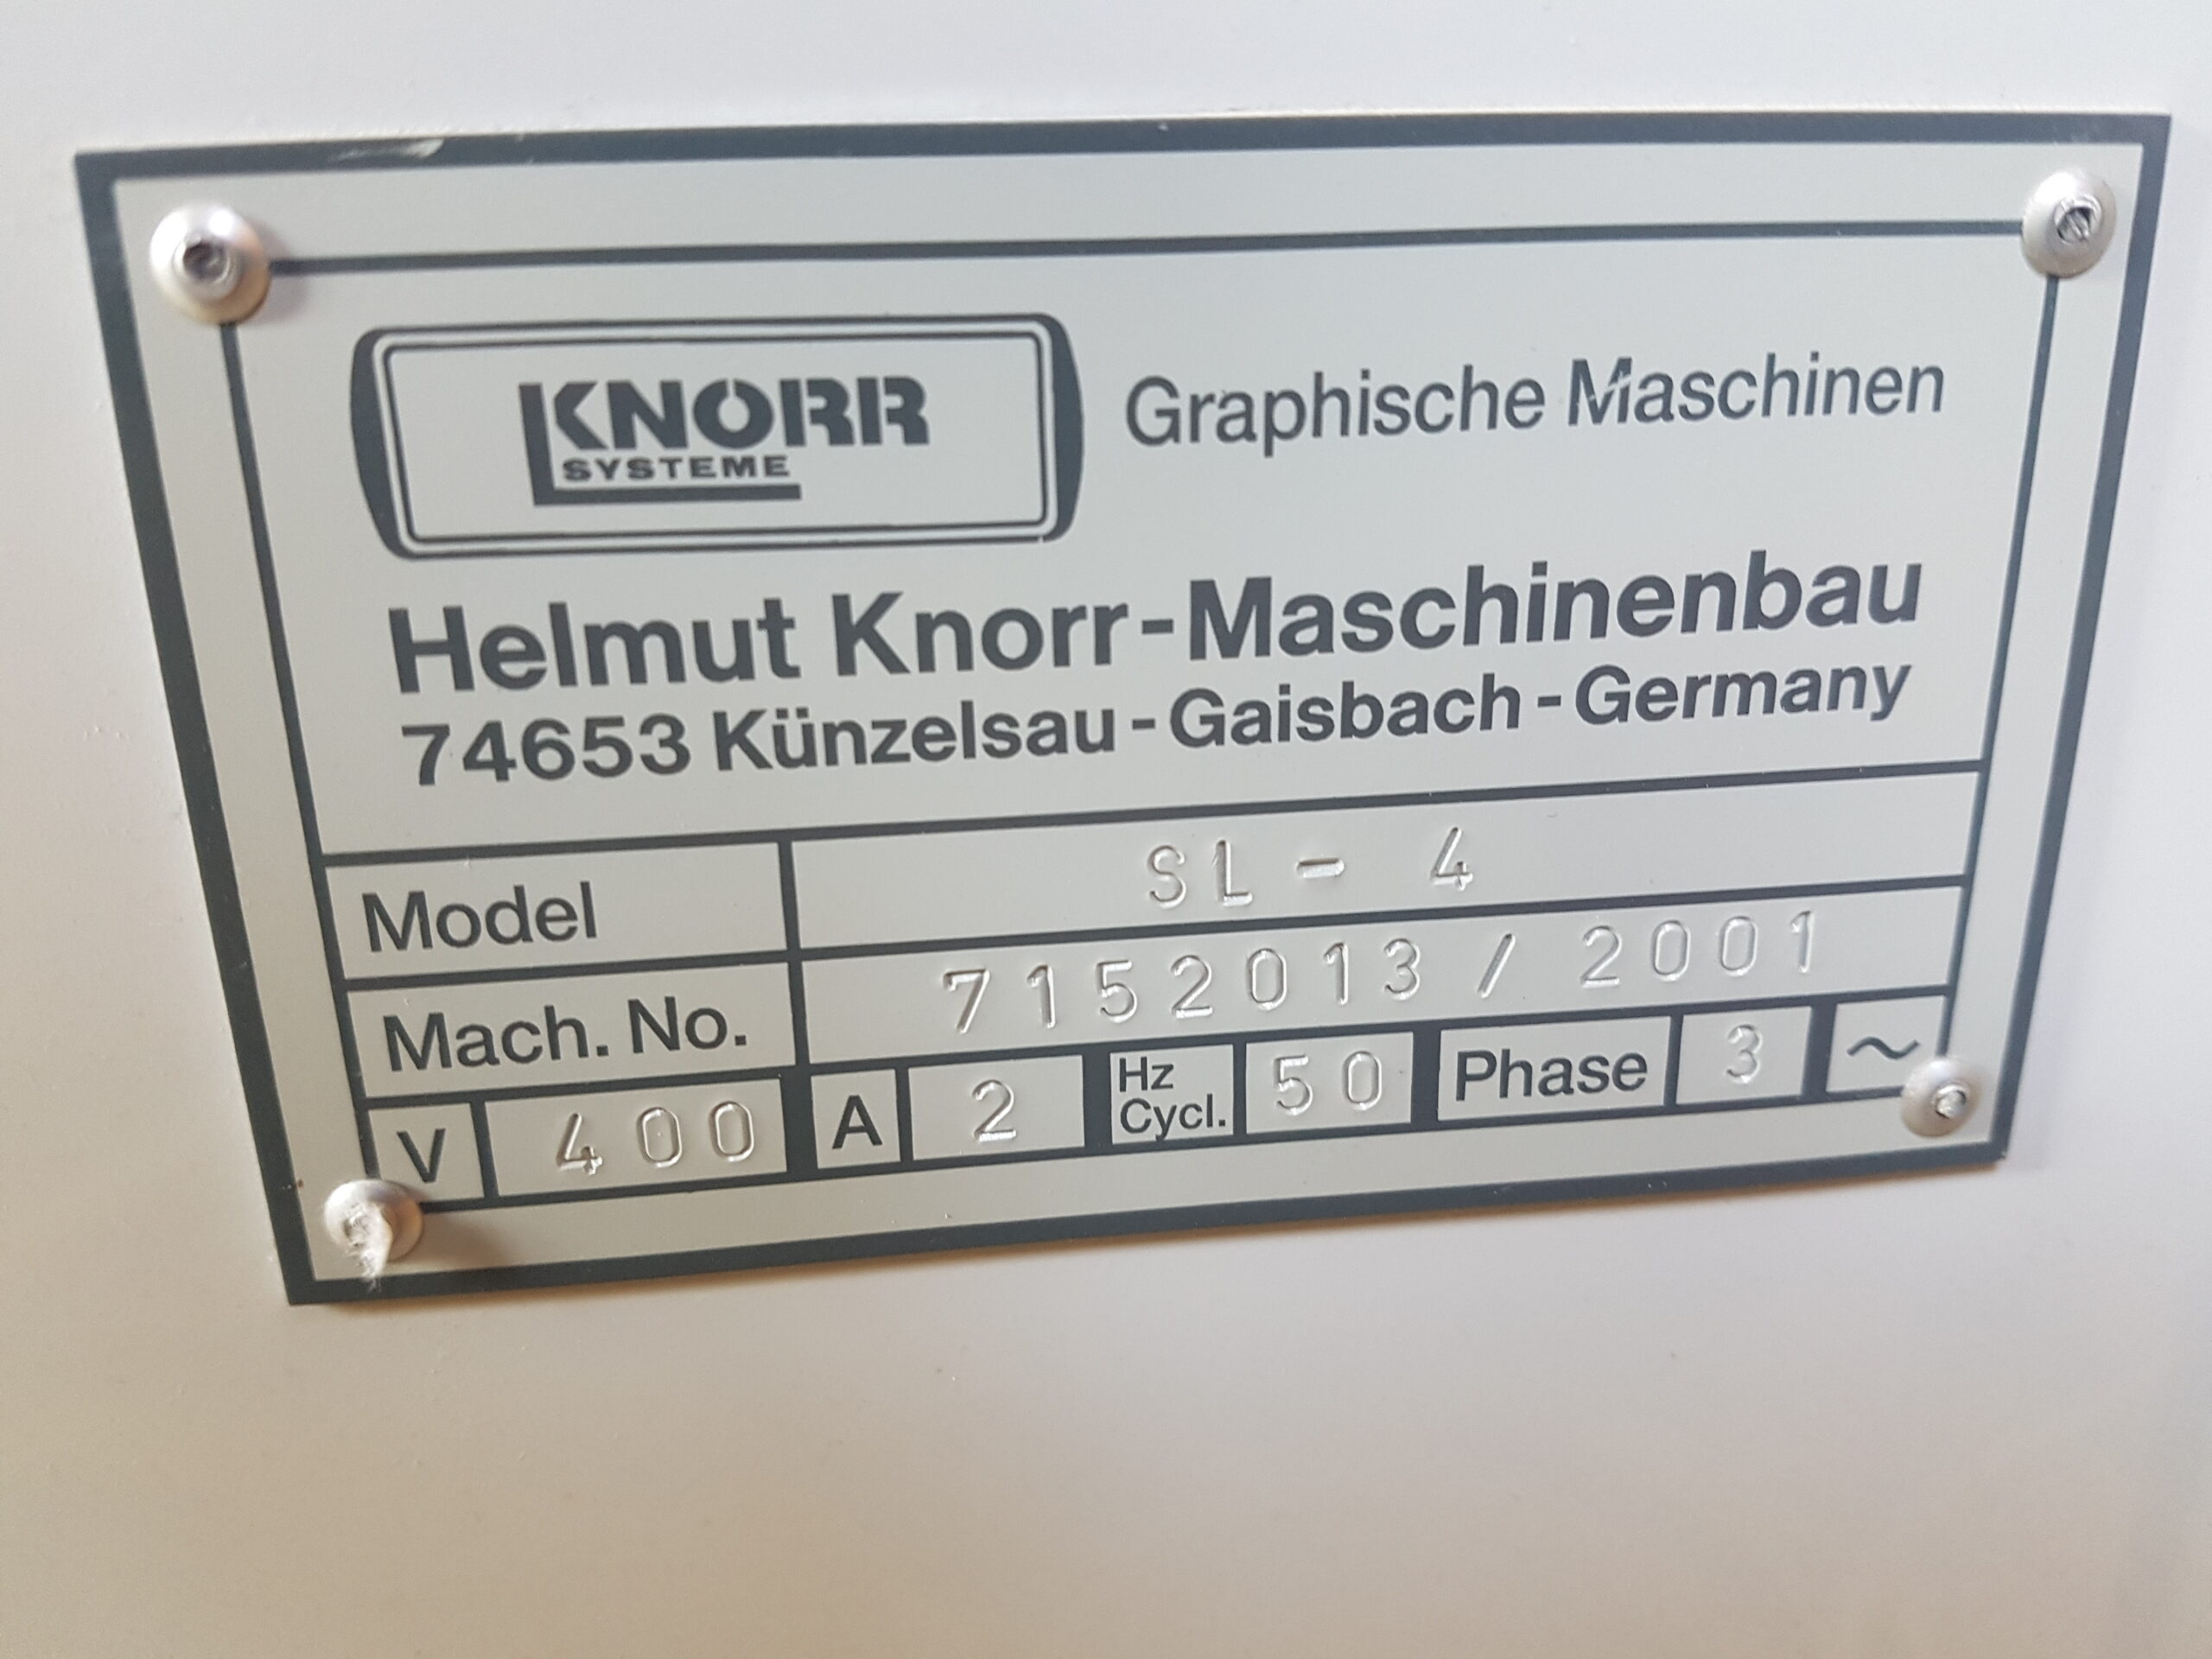 KNORR
SYSTEME
Graphische Maschinen
Helmut Knorr-Maschinenbau
74653 Künzelsau-Gaisbach-Germany
Model SL-4
Mach. No. 7152013/2001
V 400 A 2 Hz Cycl. 50 Phase 3 ~